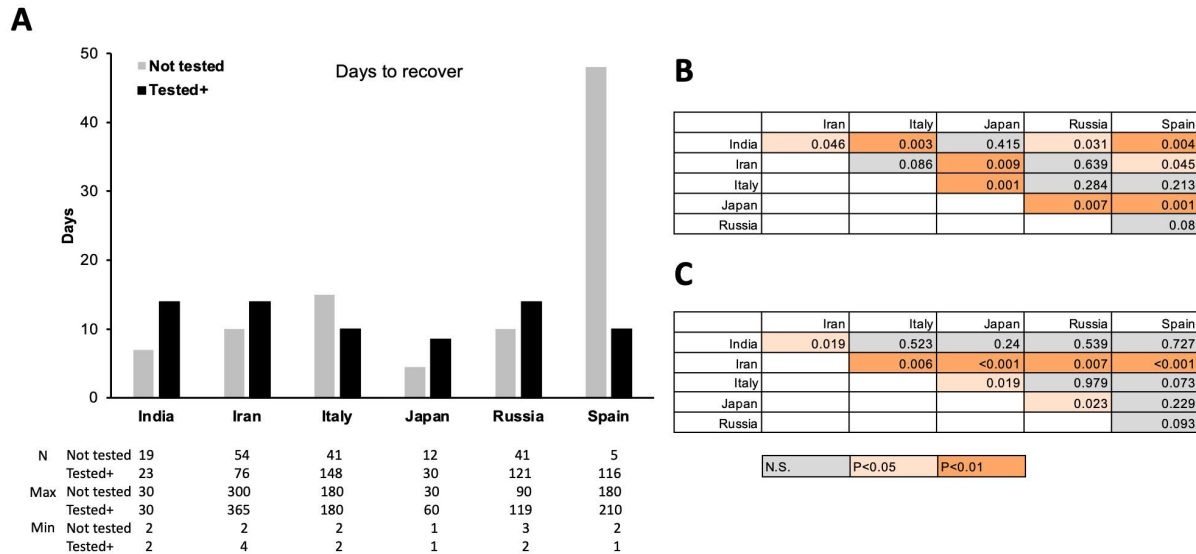 A
50
40
30
20
10
0
Days
Not tested
Tested+
Days to recover
India Iran Italy Japan Russia Spain
N Not tested 19 54 41 12 41 5
Tested+ 23 76 148 30 121 116
Max Not tested 30 300 180 30 90 180
Tested+ 30 365 180 60 119 210
Min Not tested 2 2 2 1 3 2
Tested+ 2 4 2 1 2 1
B
Iran Italy Japan Russia Spain
India 0.046 0.003 0.415 0.031 0.004
Iran 0.086 0.009 0.639 0.045
Italy 0.001 0.284 0.213
Japan 0.007 0.001
Russia 0.08
C
Iran Italy Japan Russia Spain
India 0.019 0.523 0.24 0.539 0.727
Iran 0.006 <0.001 0.007 <0.001
Italy 0.019 0.979 0.073
Japan 0.023 0.229
Russia 0.093
N.S. P<0.05 P<0.01